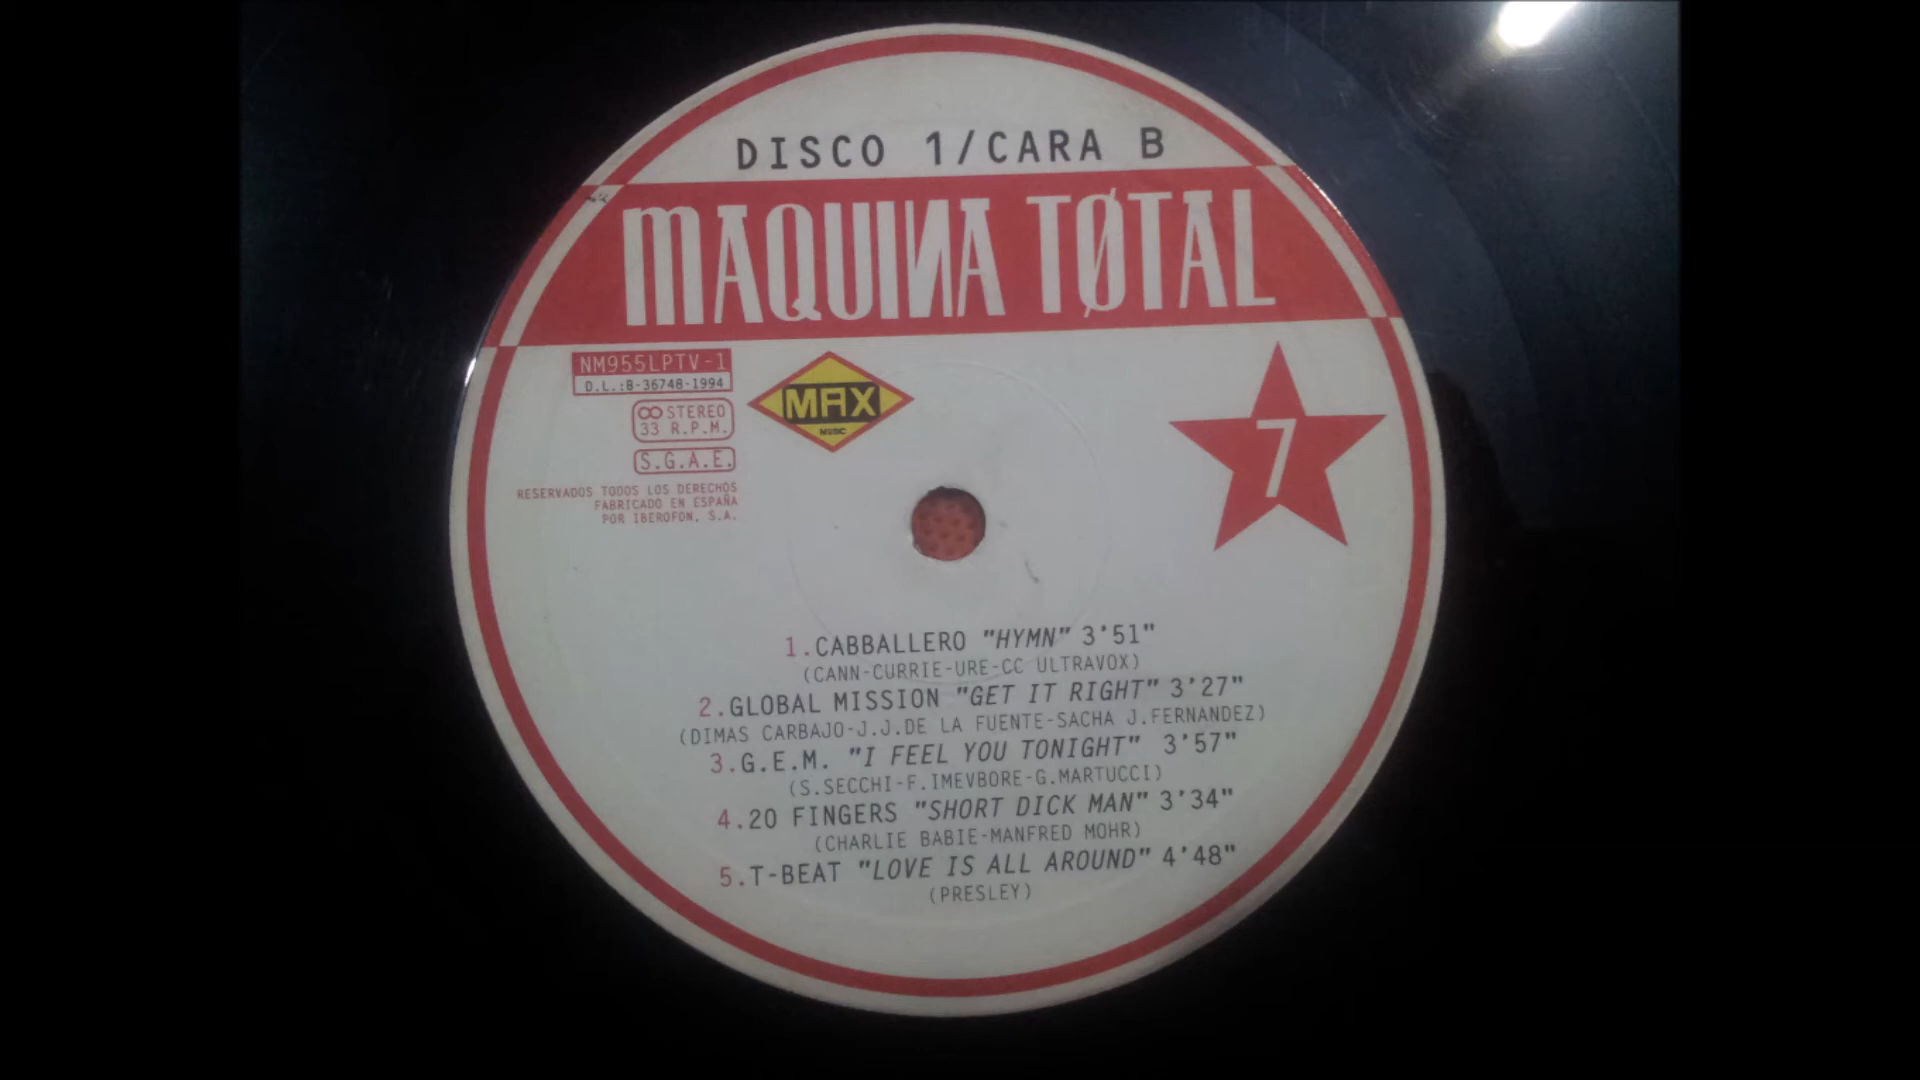 DISCO 1/CARA B
MAQUINA TØTAL
NM955LPTV-1
D.L.:B-36748-1994
STEREO
33 R.P.M.
S.G.A.E.
RESERVADOS TODOS LOS DERECHOS
FABRICADO EN ESPAÑA
POR IBEROFON, S.A.
MAX
MUSIC
7
1.CABBALLERO "HYMN" 3'51"
(CANN-CURRIE-URE-CC ULTRAVOX)
2.GLOBAL MISSION "GET IT RIGHT" 3'27"
(DIMAS CARBAJO-J.J.DE LA FUENTE-SACHA J.FERNANDEZ)
3.G.E.M. "I FEEL YOU TONIGHT" 3'57"
(S.SECCHI-F.IMEVBORE-G.MARTUCCI)
4.20 FINGERS "SHORT DICK MAN" 3'34"
(CHARLIE BABIE-MANFRED MOHR)
5.T-BEAT "LOVE IS ALL AROUND" 4'48"
(PRESLEY)